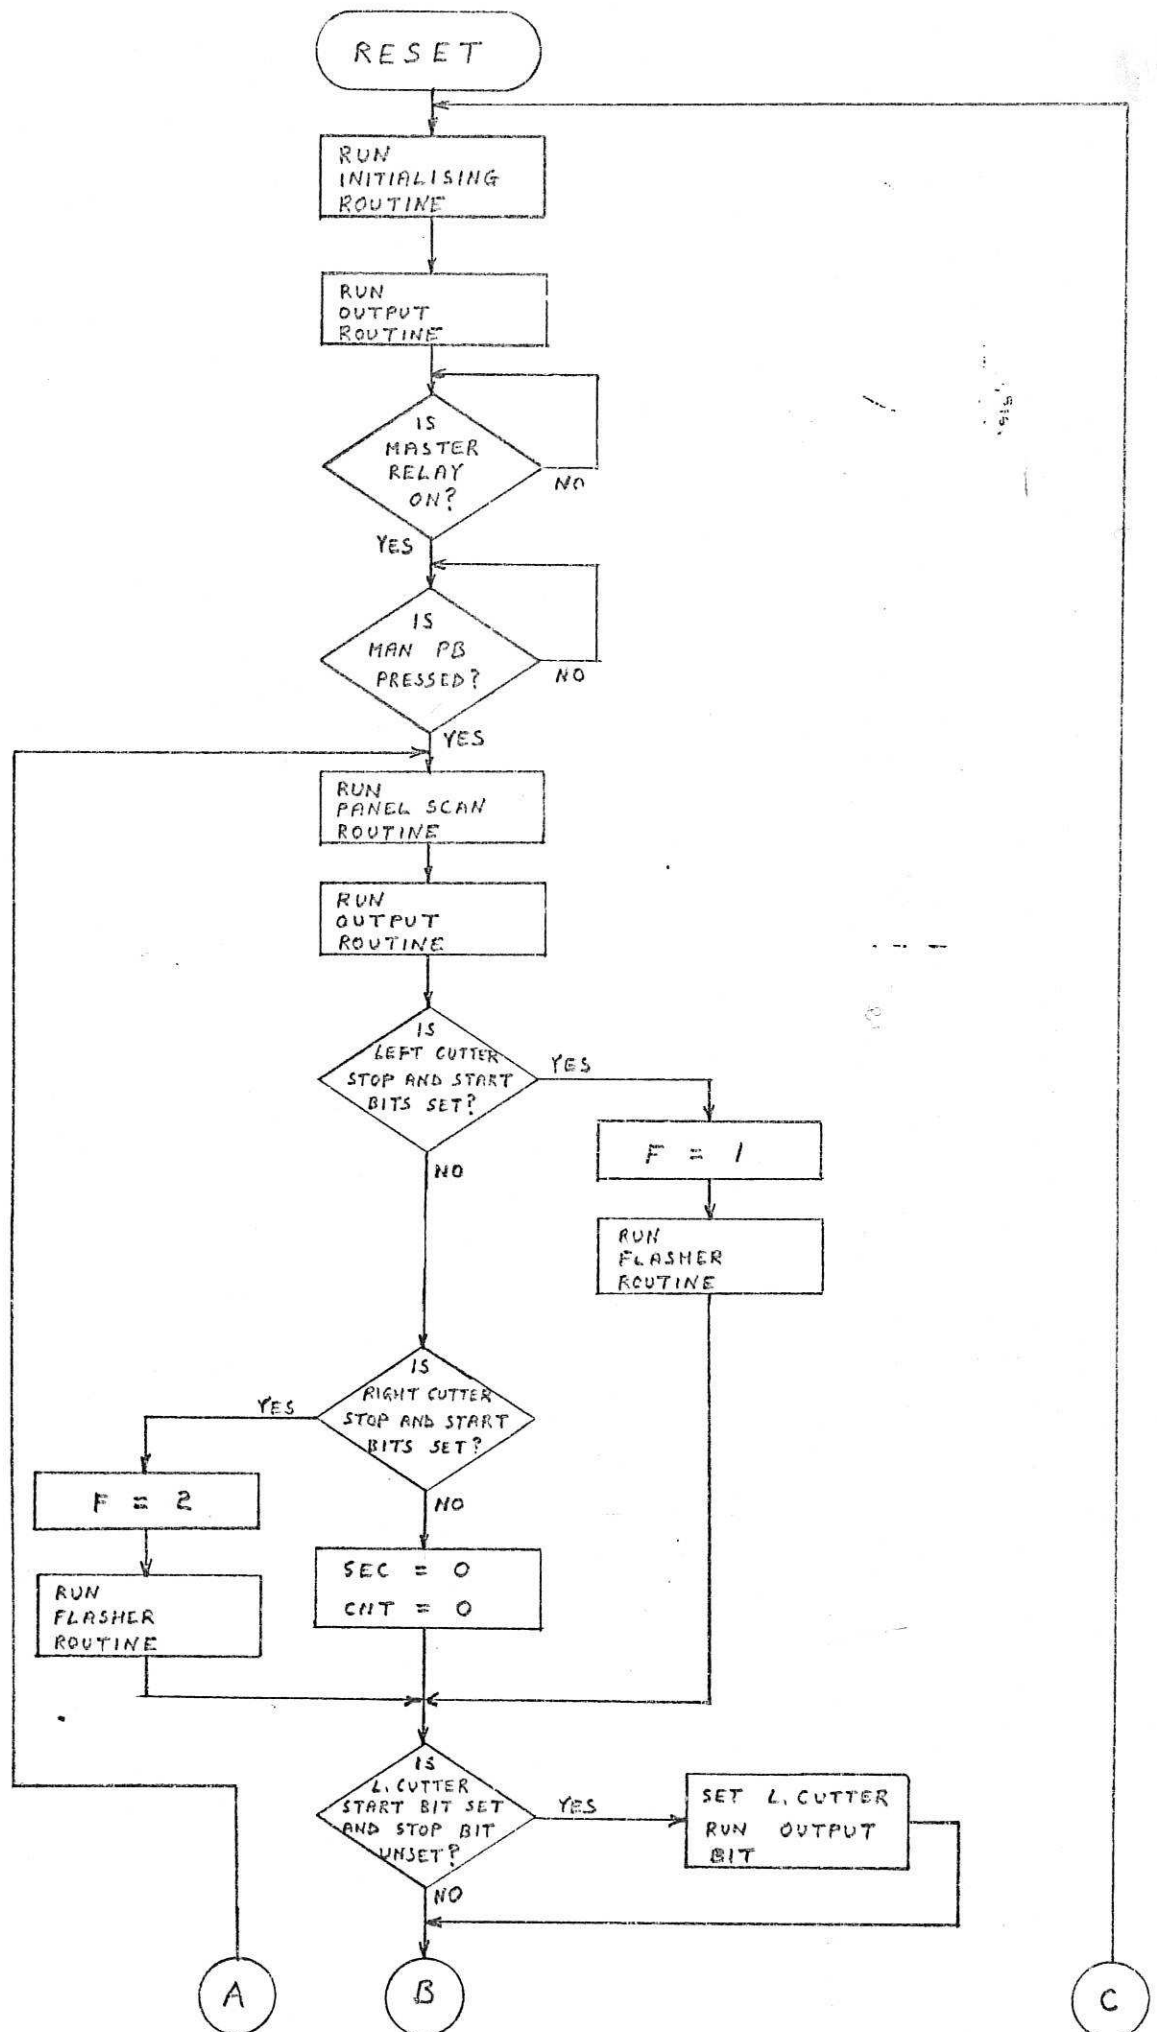 RESET
RUN
INITIALISING
ROUTINE
RUN
OUTPUT
ROUTINE
IS
MASTER
RELAY
ON?
NO
YES
IS
MAN PB
PRESSED?
NO
YES
RUN
PANEL SCAN
ROUTINE
RUN
OUTPUT
ROUTINE
IS
LEFT CUTTER
STOP AND START
BITS SET?
YES
NO
F = 1
RUN
FLASHER
ROUTINE
IS
RIGHT CUTTER
STOP AND START
BITS SET?
YES
NO
F = 2
RUN
FLASHER
ROUTINE
SEC = 0
CNT = 0
IS
L. CUTTER
START BIT SET
AND STOP BIT
UNSET?
YES
NO
SET L. CUTTER
RUN OUTPUT
BIT
A
B
C